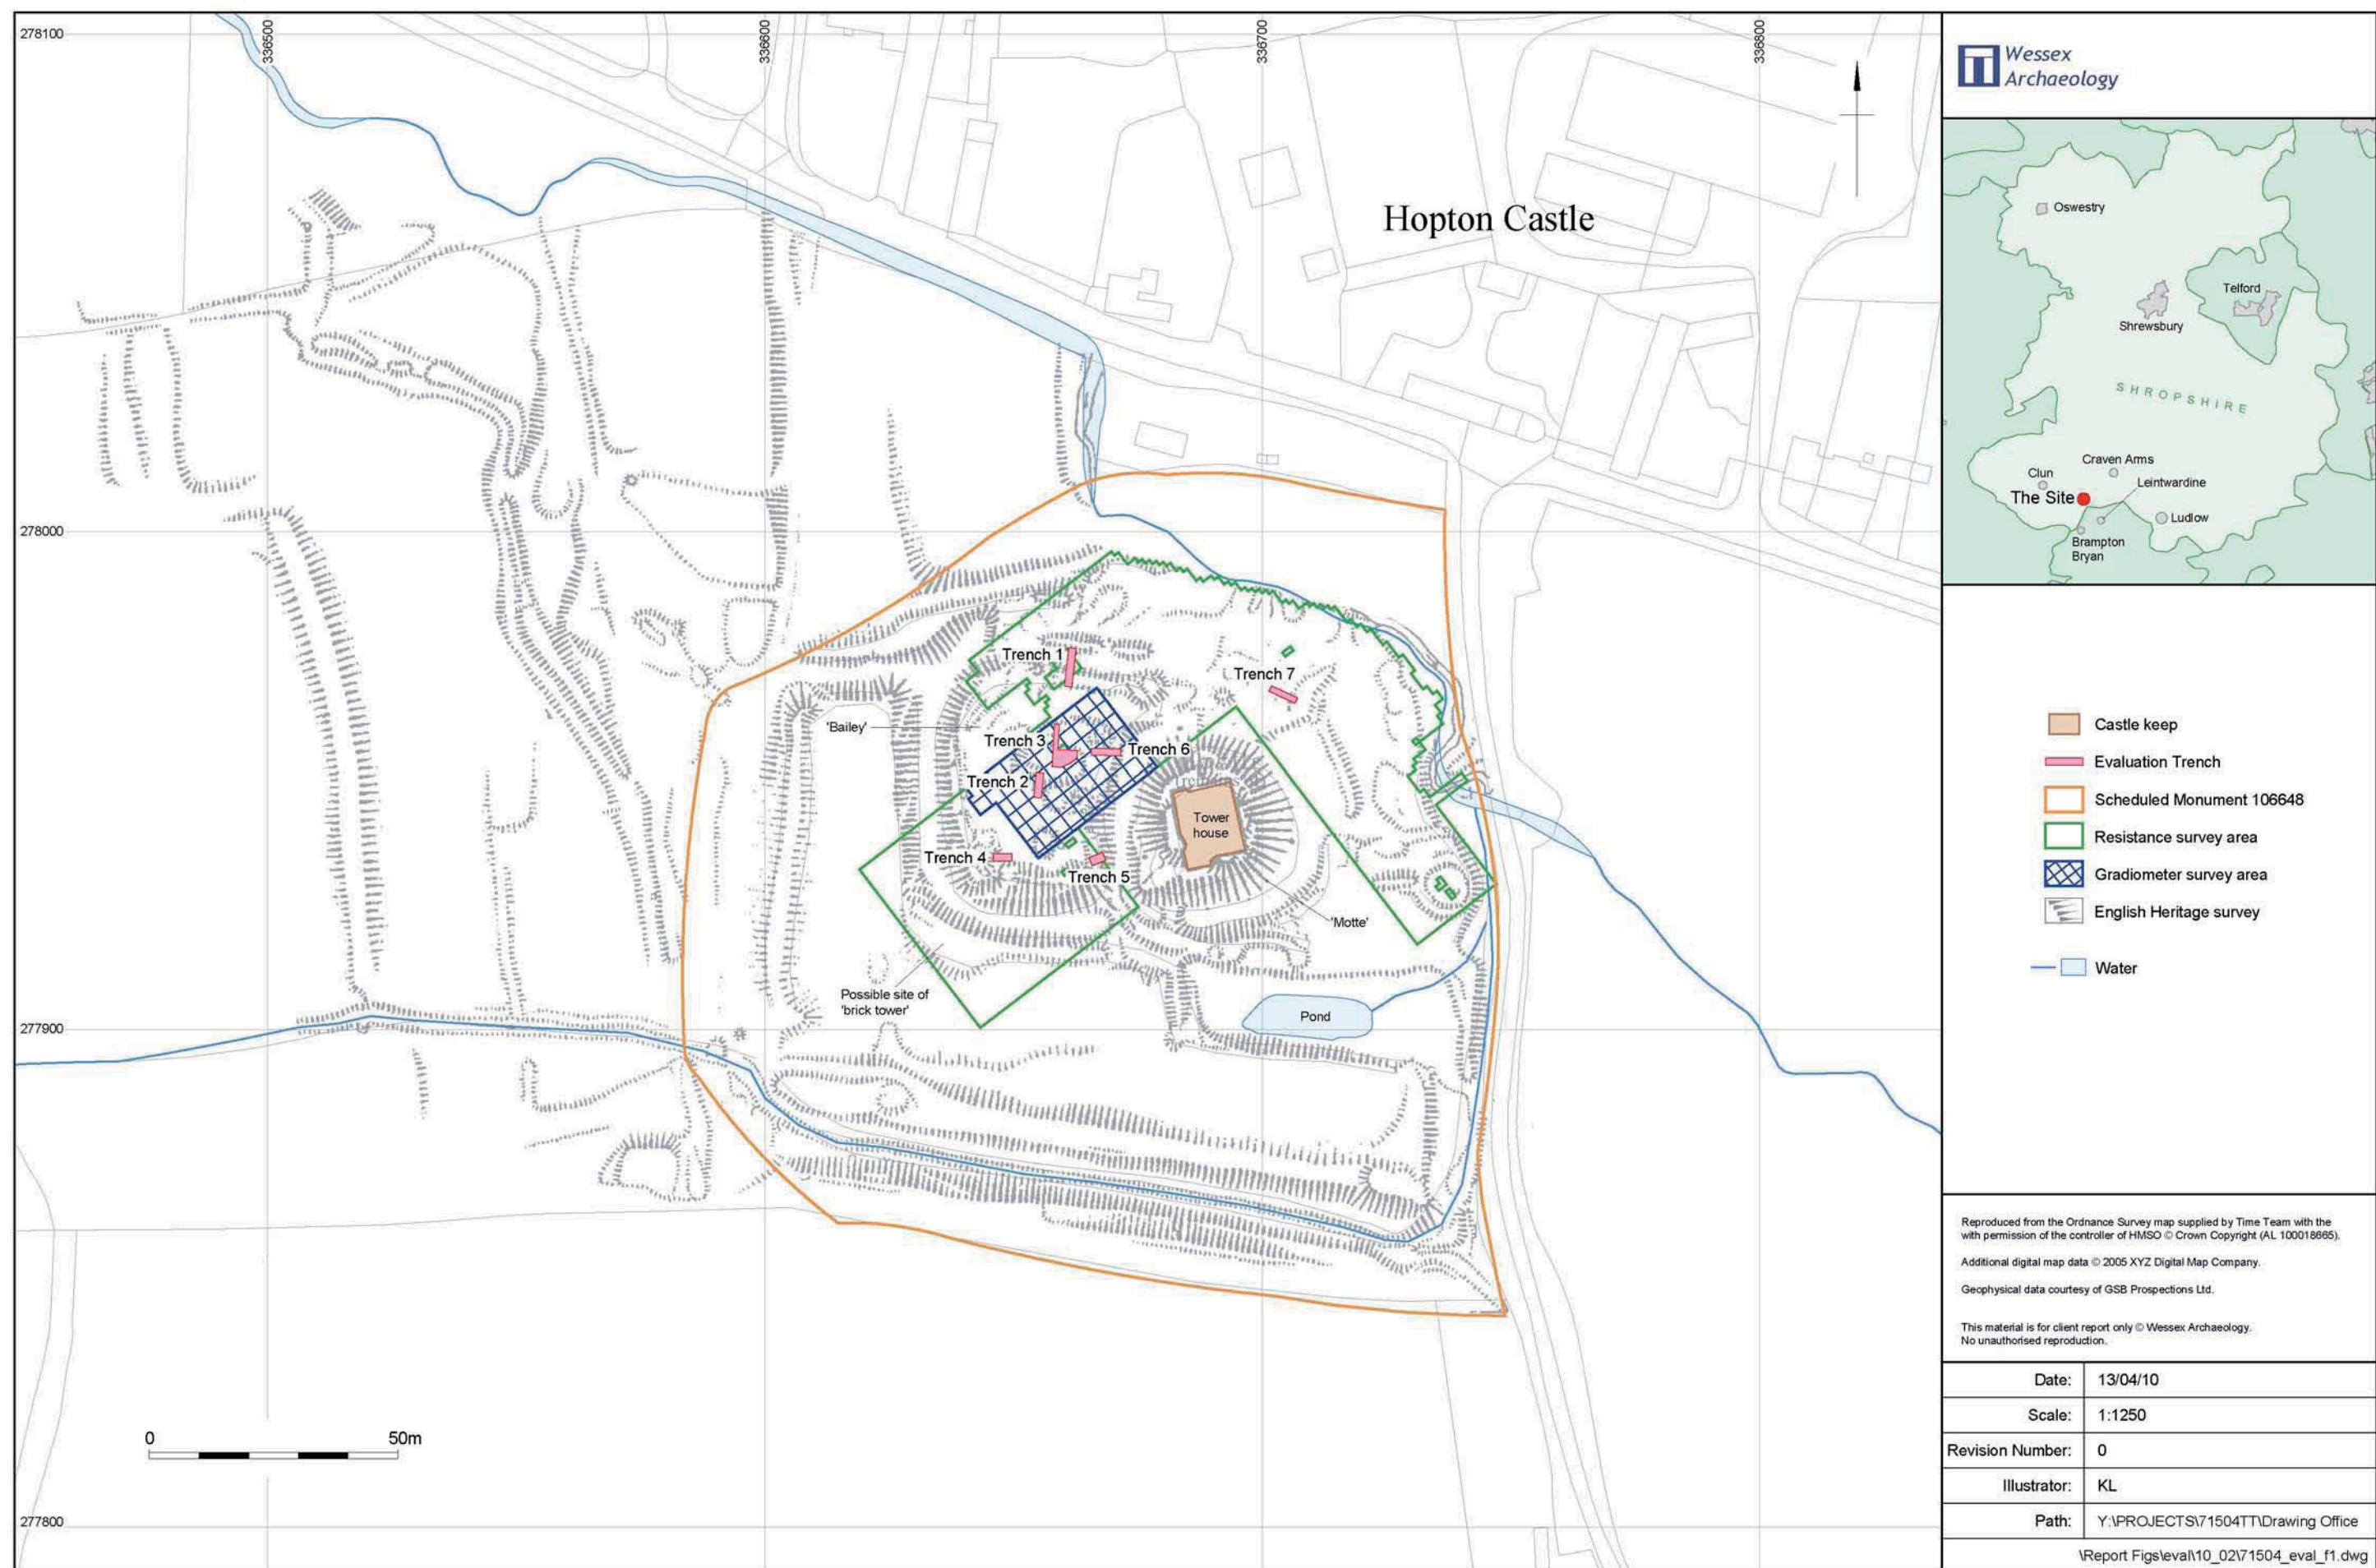 278100
336500
336600
336700
336800
Hopton Castle
278000
Trench 1
Trench 7
'Bailey'
Trench 3
Trench 6
Trench 2
Tower
house
Trench 4
Trench 5
'Motte'
Possible site of
'brick tower'
Pond
277900
0
50m
277800
Wessex
Archaeology
Oswestry
Telford
Shrewsbury
SHROPSHIRE
Craven Arms
Clun
Leintwardine
The Site
Ludlow
Brampton
Bryan
Castle keep
Evaluation Trench
Scheduled Monument 106648
Resistance survey area
Gradiometer survey area
English Heritage survey
Water
Reproduced from the Ordnance Survey map supplied by Time Team with the
with permission of the controller of HMSO © Crown Copyright (AL 100018665).
Additional digital map data © 2005 XYZ Digital Map Company.
Geophysical data courtesy of GSB Prospections Ltd.
This material is for client report only © Wessex Archaeology.
No unauthorised reproduction.
Date: 13/04/10
Scale: 1:1250
Revision Number: 0
Illustrator: KL
Path: Y:\PROJECTS\71504TT\Drawing Office
\Report Figs\eval\10_02\71504_eval_f1.dwg